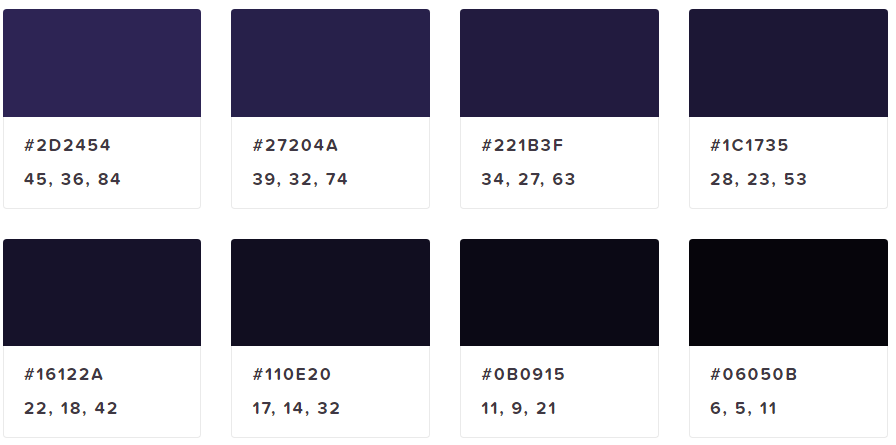 #2D2454
45, 36, 84
#27204A
39, 32, 74
#221B3F
34, 27, 63
#1C1735
28, 23, 53
#16122A
22, 18, 42
#110E20
17, 14, 32
#0B0915
11, 9, 21
#06050B
6, 5, 11